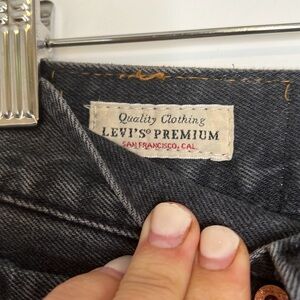 Quality Clothing
LEVI'S® PREMIUM
SAN FRANCISCO, CAL.